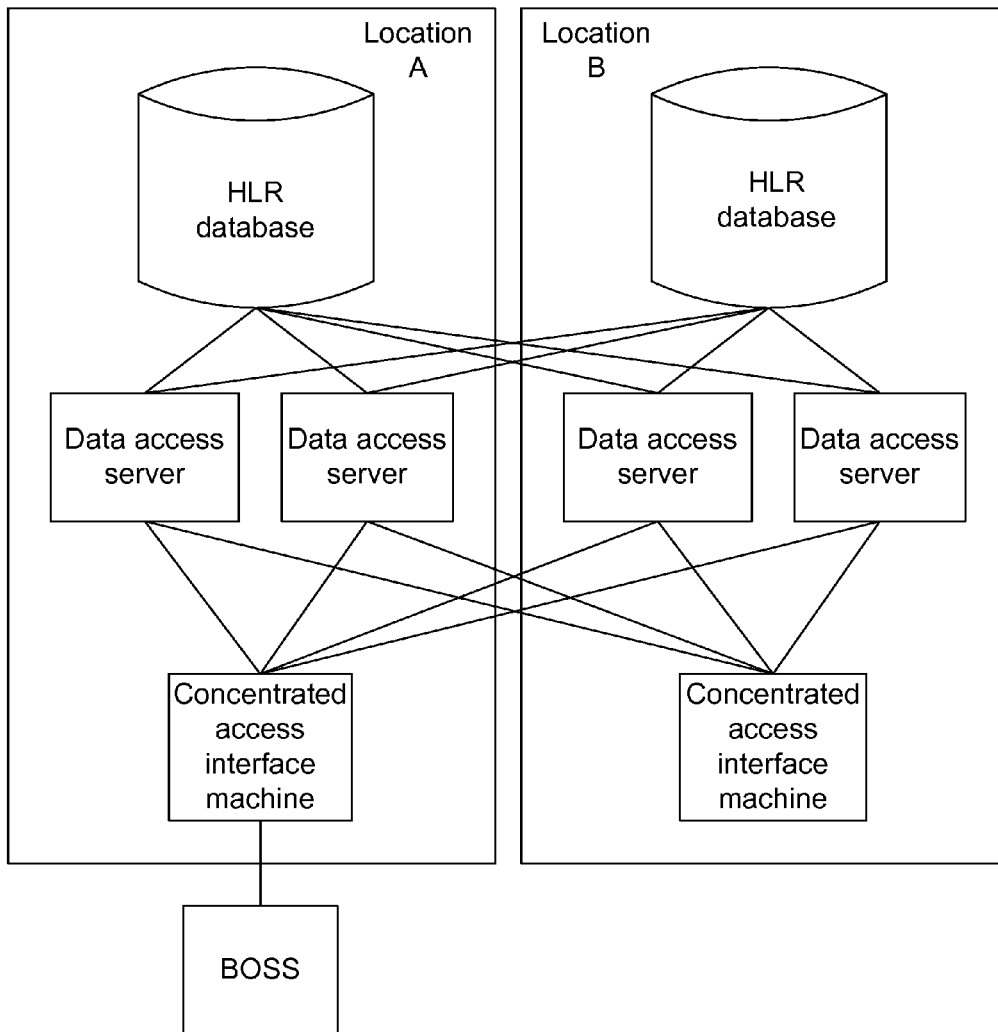 Location
A
Location
B
HLR
database
HLR
database
Data access
server
Data access
server
Data access
server
Data access
server
Concentrated
access
interface
machine
Concentrated
access
interface
machine
BOSS